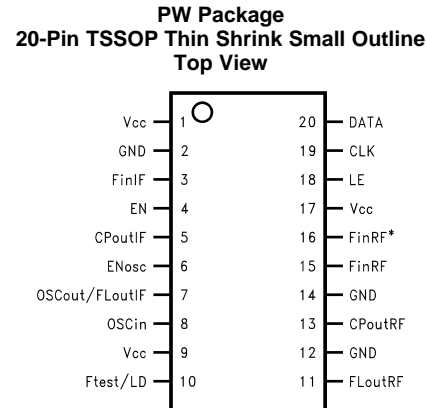 PW Package
20-Pin TSSOP Thin Shrink Small Outline
Top View
Vcc 1 20 DATA
GND 2 19 CLK
FinIF 3 18 LE
EN 4 17 Vcc
CPoutIF 5 16 FinRF*
ENosc 6 15 FinRF
OSCout/FLoutIF 7 14 GND
OSCin 8 13 CPoutRF
Vcc 9 12 GND
Ftest/LD 10 11 FLoutRF